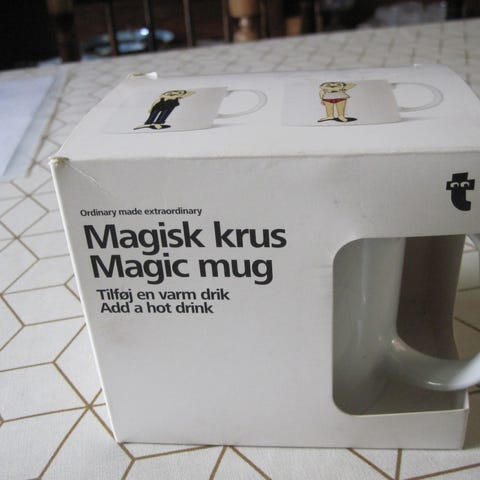 Ordinary made extraordinary
Magisk krus
Magic mug
Tilføj en varm drik
Add a hot drink
t